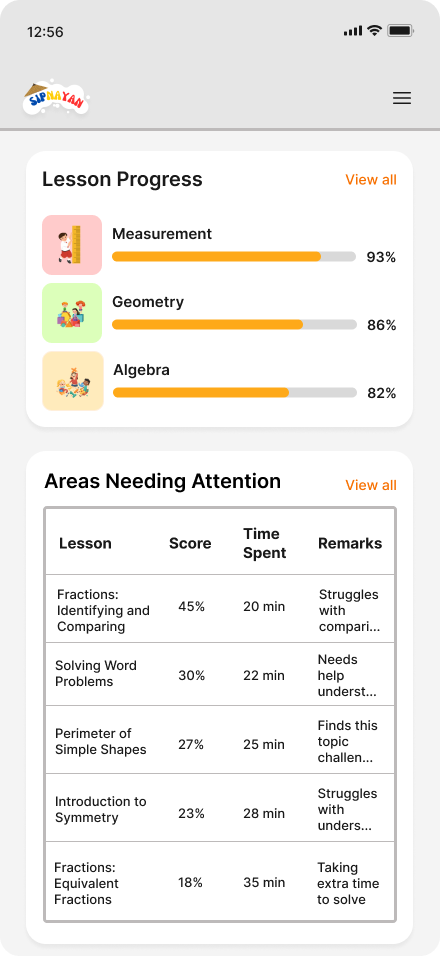 12:56
SIPNAYAN
Lesson Progress
View all
Measurement
93%
Geometry
86%
Algebra
82%
Areas Needing Attention
View all
Lesson
Score
Time
Spent
Remarks
Fractions:
Identifying and
Comparing
45%
20 min
Struggles
with
compari...
Solving Word
Problems
30%
22 min
Needs
help
underst...
Perimeter of
Simple Shapes
27%
25 min
Finds this
topic
challen...
Introduction to
Symmetry
23%
28 min
Struggles
with
unders...
Fractions:
Equivalent
Fractions
18%
35 min
Taking
extra time
to solve